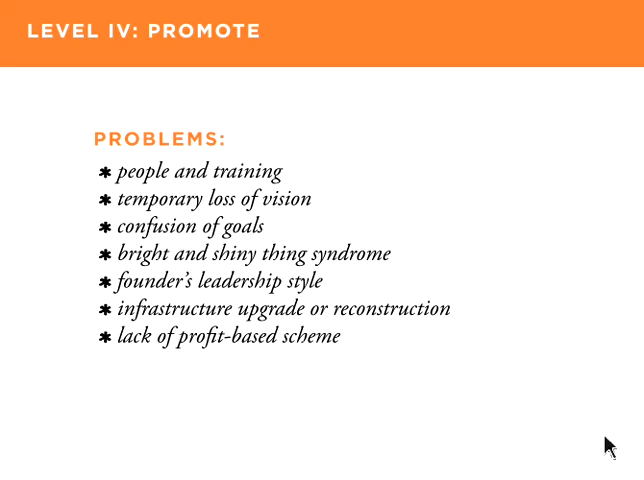 LEVEL IV: PROMOTE
PROBLEMS:
* people and training
* temporary loss of vision
* confusion of goals
* bright and shiny thing syndrome
* founder’s leadership style
* infrastructure upgrade or reconstruction
* lack of profit-based scheme